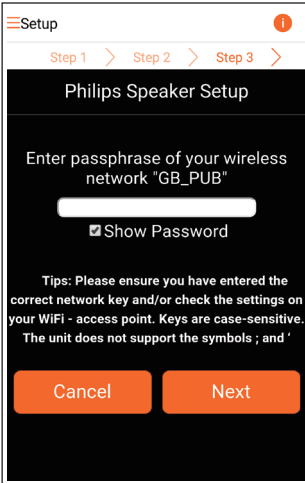 Setup
i
Step 1 Step 2 Step 3
Philips Speaker Setup
Enter passphrase of your wireless
network "GB_PUB"
Show Password
Tips: Please ensure you have entered the
correct network key and/or check the settings on
your WiFi - access point. Keys are case-sensitive.
The unit does not support the symbols ; and ‘
Cancel Next